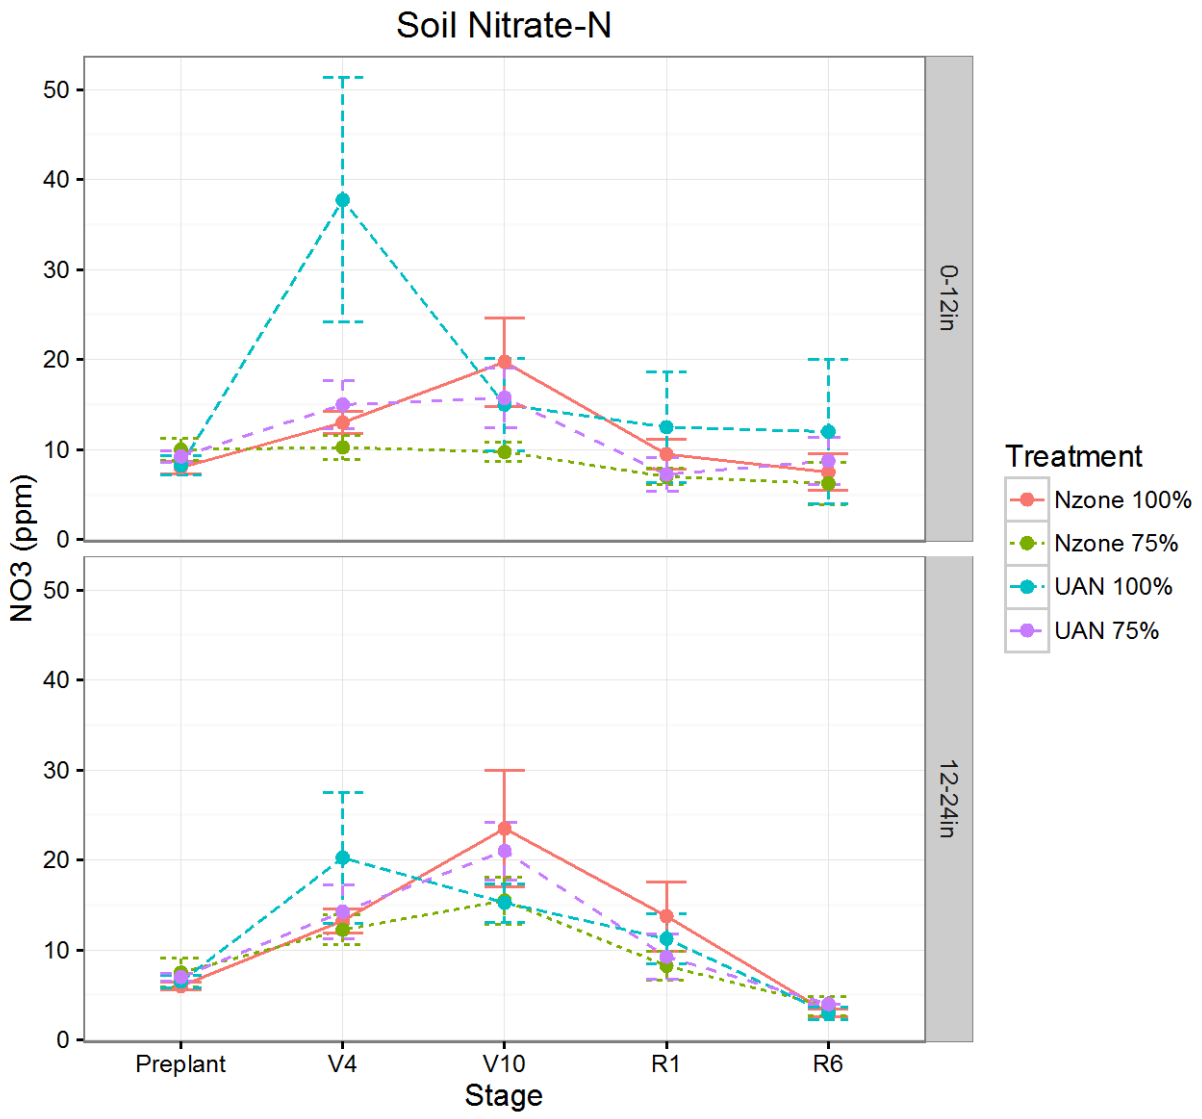 Soil Nitrate-N
NO3 (ppm)
50
40
30
20
10
0
0-12in
50
40
30
20
10
0
12-24in
Preplant V4 V10 R1 R6
Stage
Treatment
Nzone 100%
Nzone 75%
UAN 100%
UAN 75%